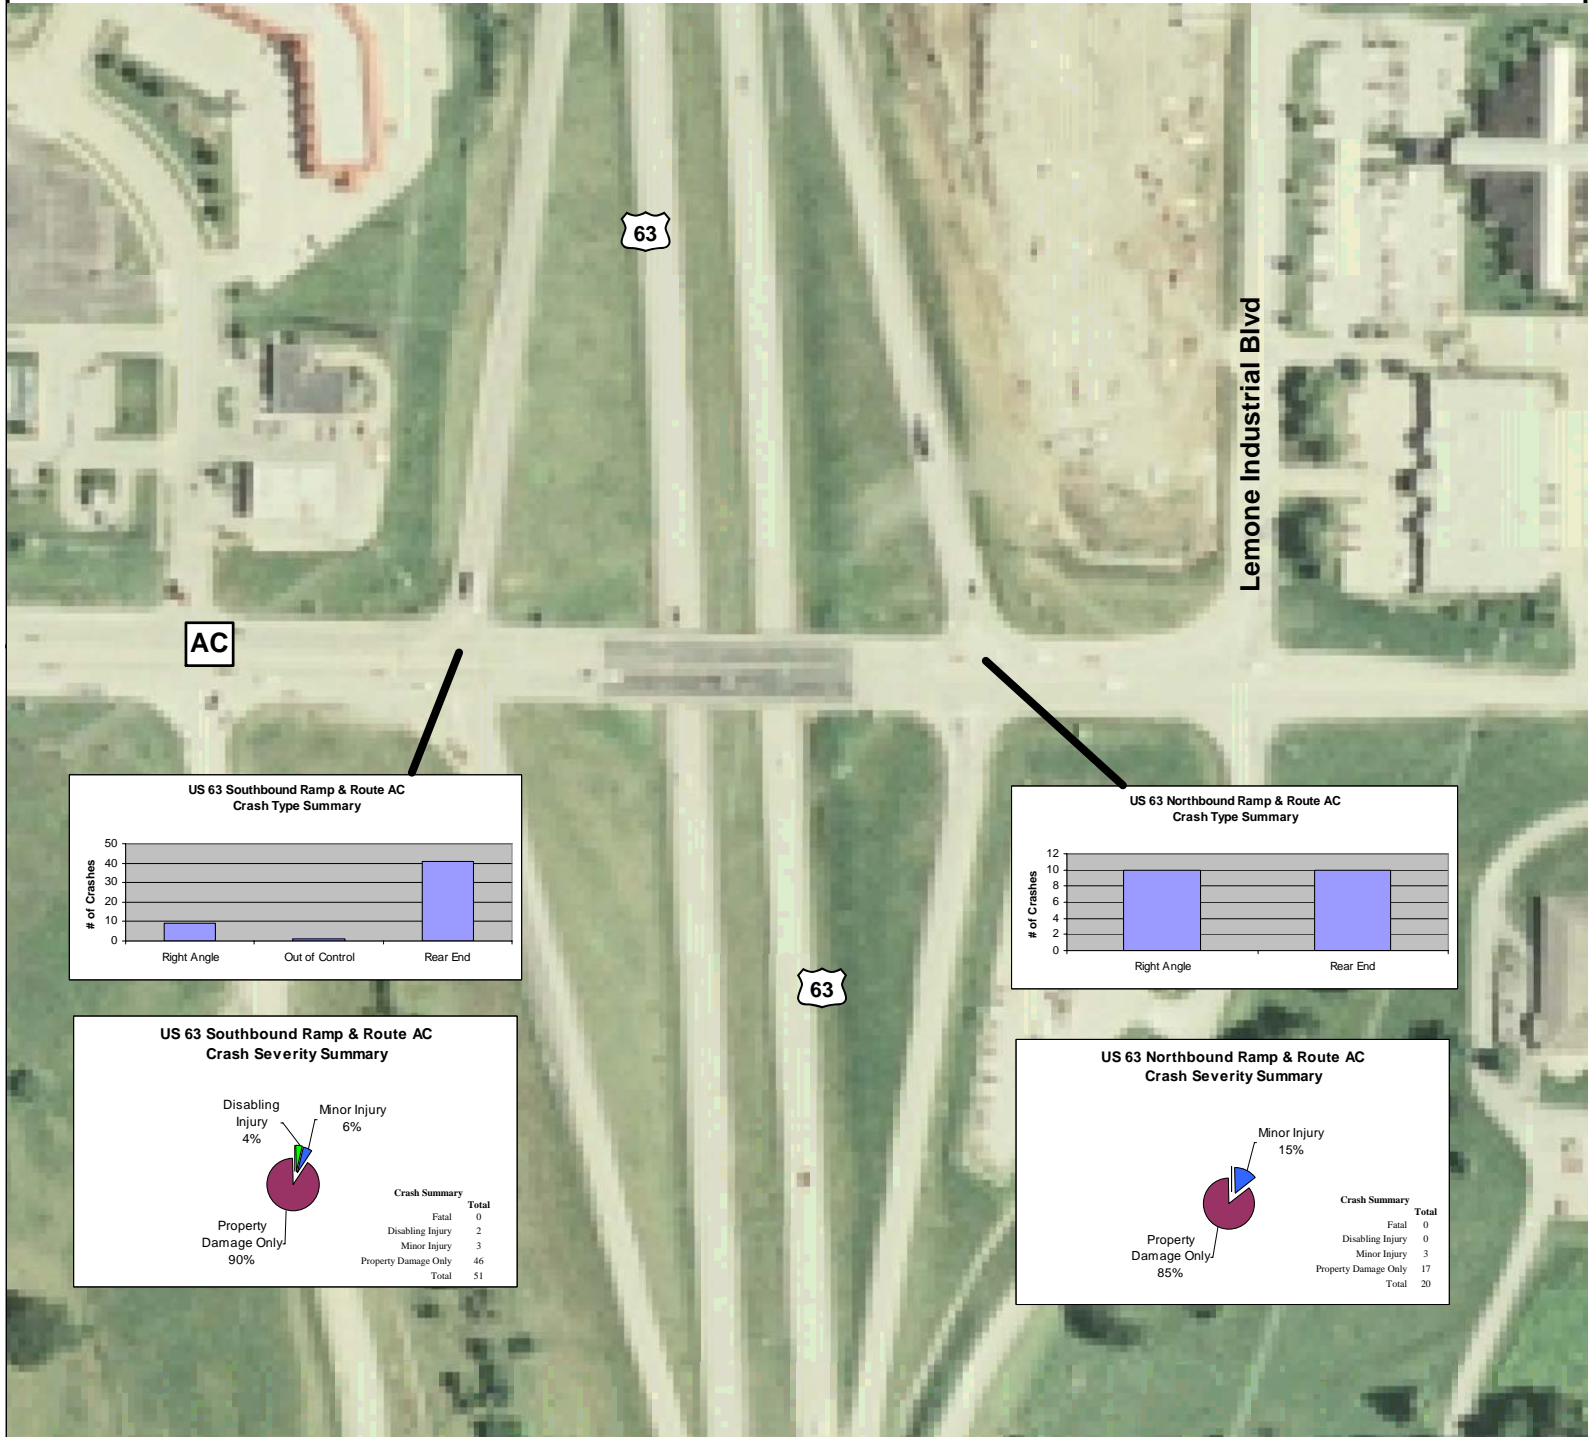 63
Lemone Industrial Blvd
AC
US 63 Southbound Ramp & Route AC
Crash Type Summary
# of Crashes
50
40
30
20
10
0
Right Angle
Out of Control
Rear End
US 63 Northbound Ramp & Route AC
Crash Type Summary
# of Crashes
12
10
8
6
4
2
0
Right Angle
Rear End
63
US 63 Southbound Ramp & Route AC
Crash Severity Summary
Disabling
Injury
4%
Minor Injury
6%
Property
Damage Only
90%
Crash Summary
Total
Fatal 0
Disabling Injury 2
Minor Injury 3
Property Damage Only 46
Total 51
US 63 Northbound Ramp & Route AC
Crash Severity Summary
Minor Injury
15%
Property
Damage Only
85%
Crash Summary
Total
Fatal 0
Disabling Injury 0
Minor Injury 3
Property Damage Only 17
Total 20